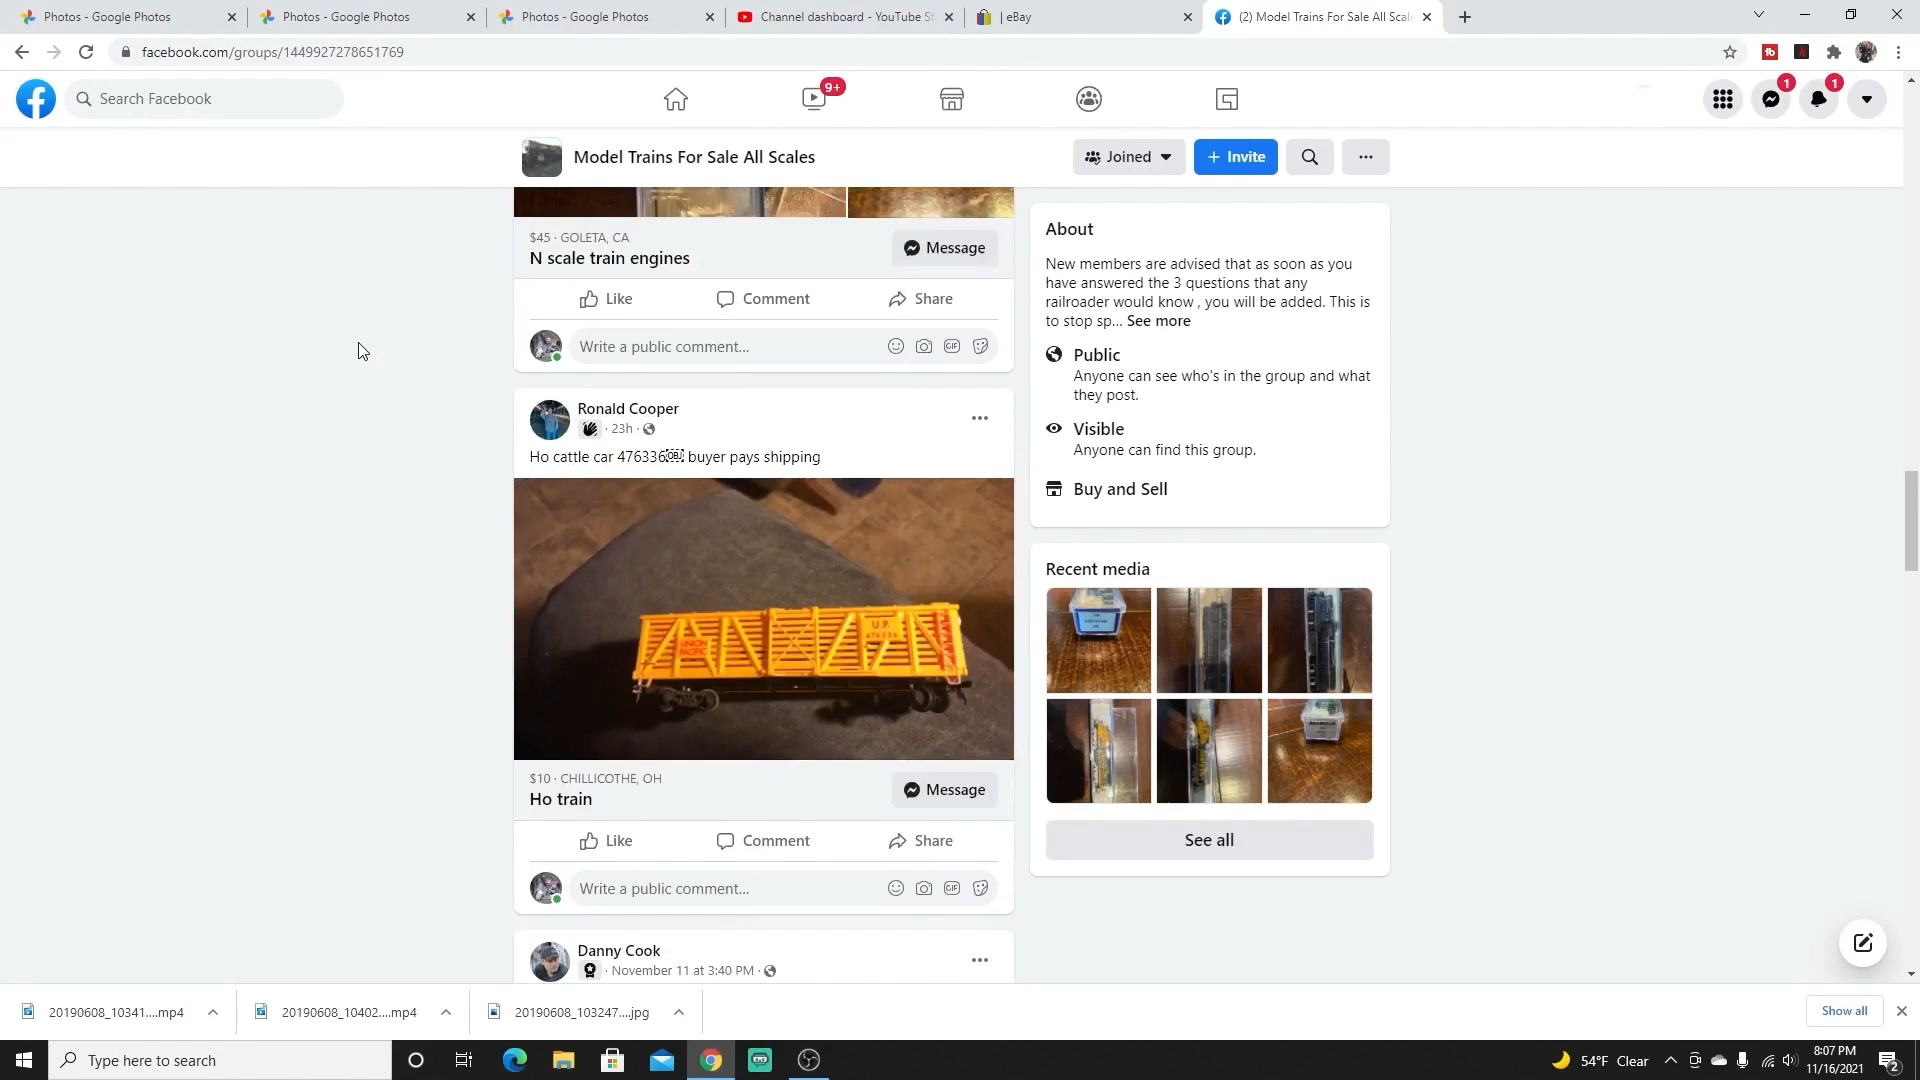 Photos - Google Photos
Photos - Google Photos
Photos - Google Photos
Channel dashboard - YouTube St
| eBay
(2) Model Trains For Sale All Scale
facebook.com/groups/1449927278651769
Search Facebook
9+
1
1
Model Trains For Sale All Scales
Joined
+ Invite
$45 · GOLETA, CA
N scale train engines
Message
Like
Comment
Share
Write a public comment...
GIF
Ronald Cooper
· 23h ·
Ho cattle car 476336 OBJ buyer pays shipping
UNION
PACIFIC
U.P.
476336
$10 · CHILLICOTHE, OH
Ho train
Message
Like
Comment
Share
Write a public comment...
GIF
Danny Cook
· November 11 at 3:40 PM ·
About
New members are advised that as soon as you
have answered the 3 questions that any
railroader would know , you will be added. This is
to stop sp... See more
Public
Anyone can see who's in the group and what
they post.
Visible
Anyone can find this group.
Buy and Sell
Recent media
See all
20190608_10341....mp4
20190608_10402....mp4
20190608_103247....jpg
Show all
Type here to search
54°F Clear
8:07 PM
11/16/2021
2